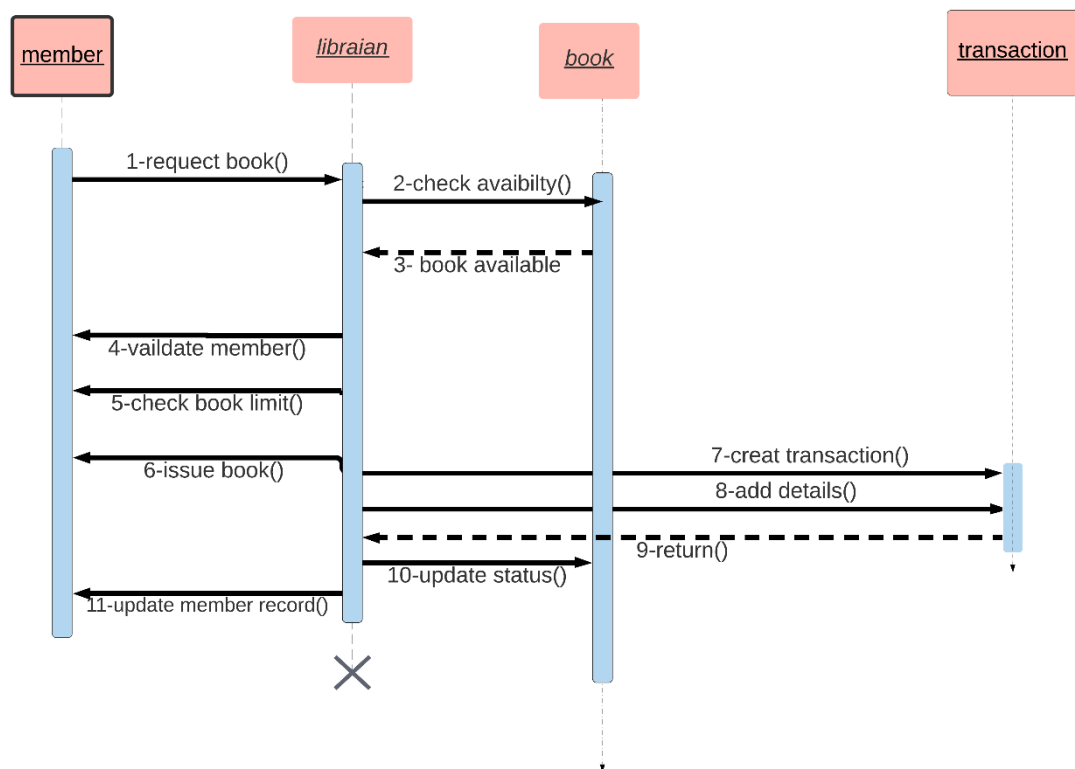 member
libraian
book
transaction
1-requect book()
2-check avaibilty()
3- book available
4-vaildate member()
5-check book limit()
6-issue book()
7-creat transaction()
8-add details()
9-return()
10-update status()
11-update member record()